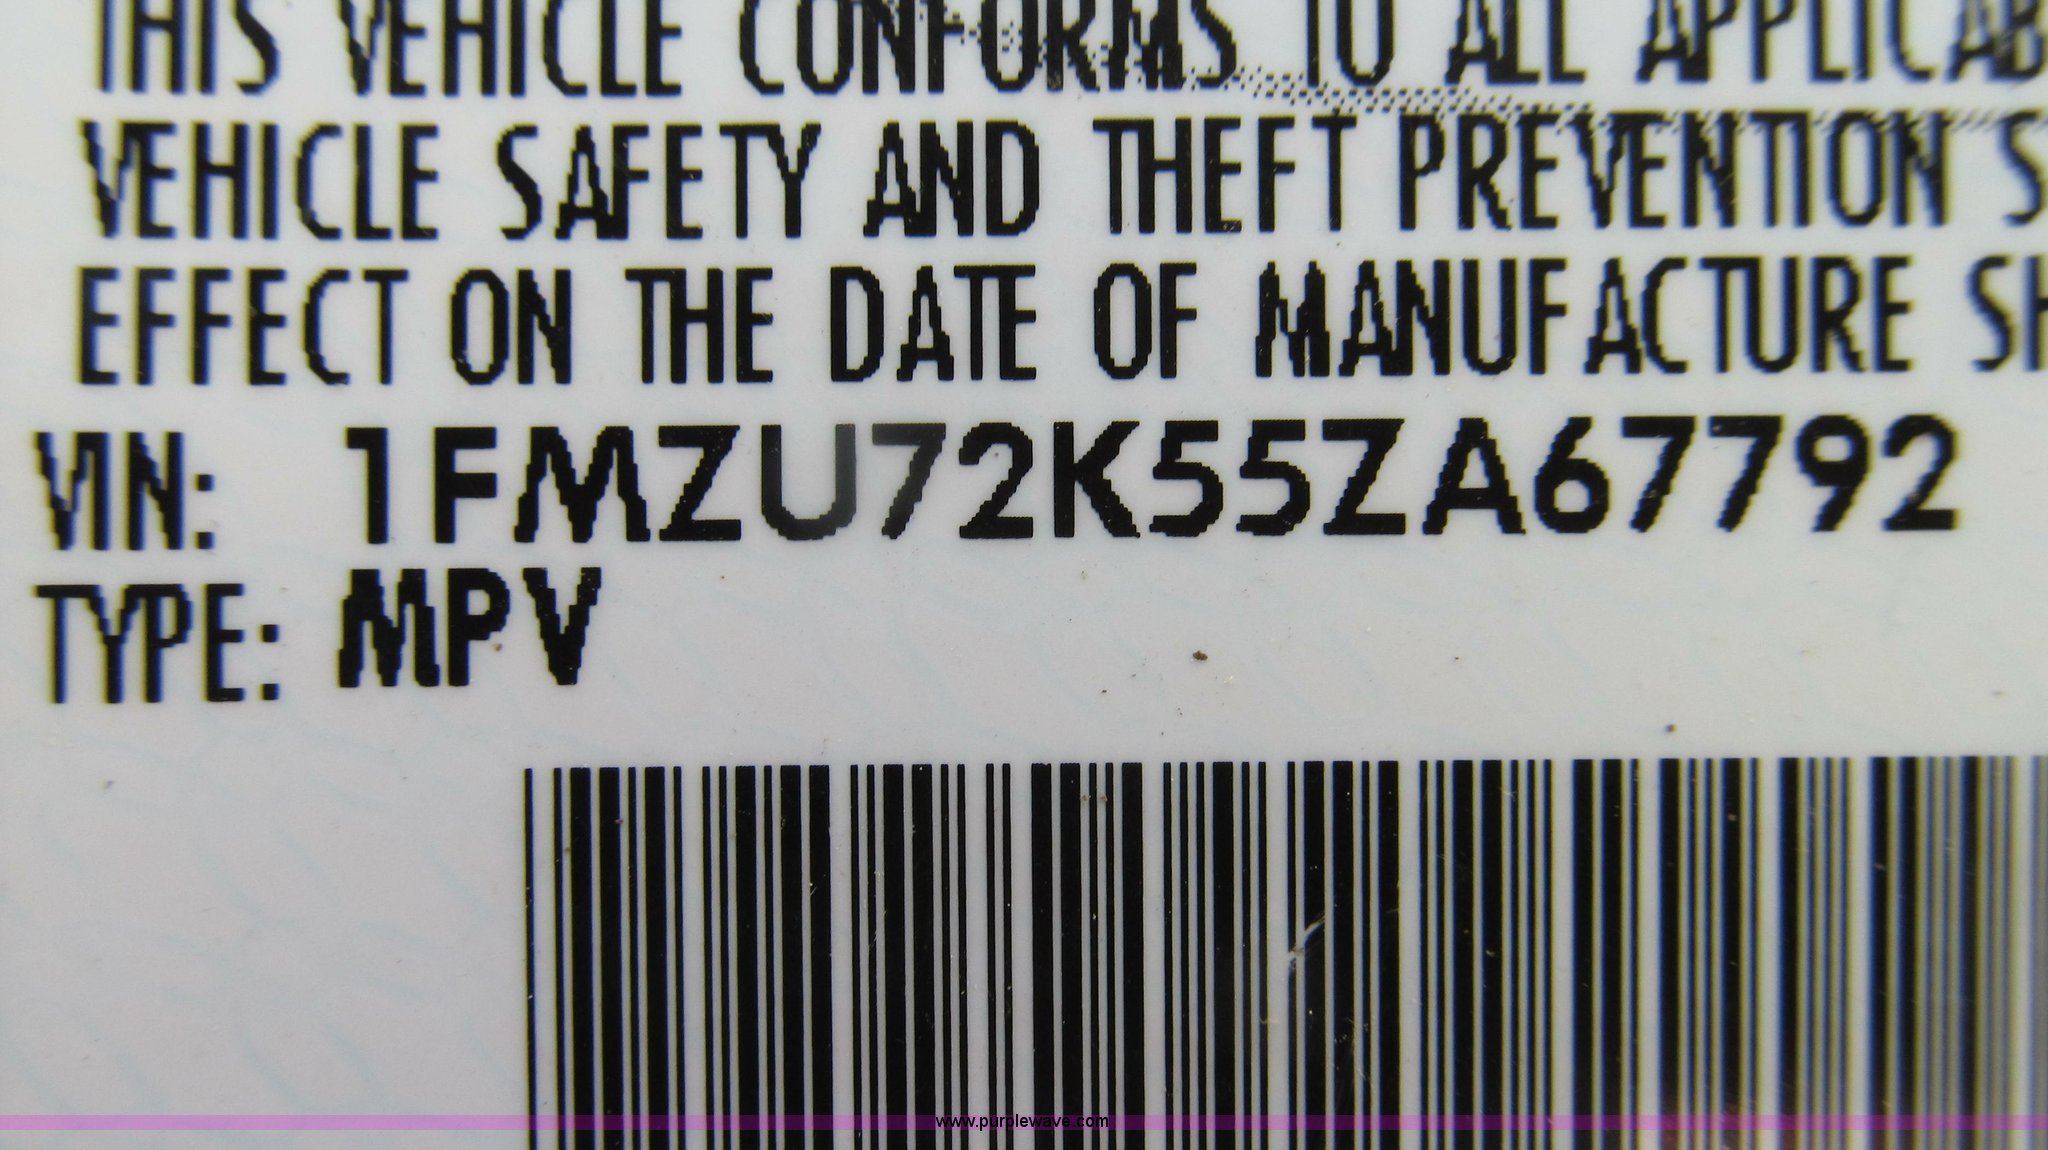 THIS VEHICLE CONFORMS TO ALL APPLICAB
VEHICLE SAFETY AND THEFT PREVENTION S
EFFECT ON THE DATE OF MANUFACTURE SH
VIN: 1FMZU72K55ZA67792
TYPE: MPV
www.purplewave.com